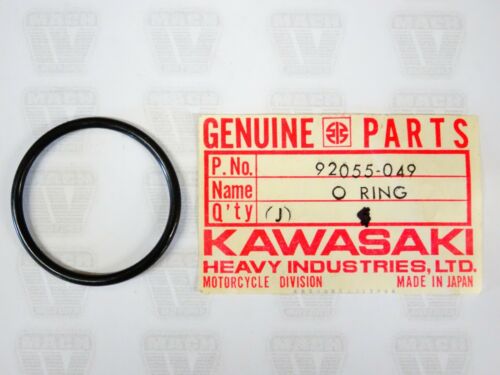 GENUINE PARTS
P. No. 92055-049
Name O RING
Q'ty (J)
KAWASAKI
HEAVY INDUSTRIES, LTD.
MOTORCYCLE DIVISION MADE IN JAPAN